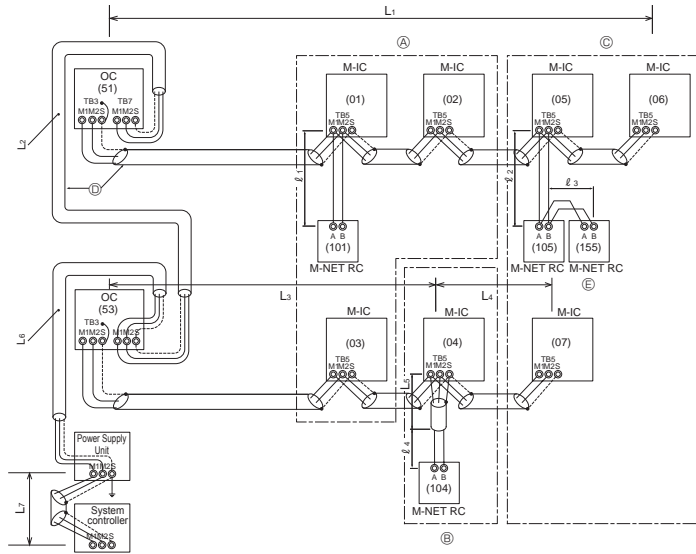 L1
Ⓐ
Ⓒ
OC
(51)
TB3 TB7
M1M2S M1M2S
M-IC
(01)
TB5
M1M2S
M-IC
(02)
TB5
M1M2S
M-IC
(05)
TB5
M1M2S
M-IC
(06)
TB5
M1M2S
L2
Ⓓ
ℓ1
ℓ2
ℓ3
A B
(101)
M-NET RC
A B
(105)
M-NET RC
A B
(155)
M-NET RC
Ⓔ
L3
L4
L6
OC
(53)
TB3
M1M2S M1M2S
M-IC
(03)
TB5
M1M2S
M-IC
(04)
TB5
M1M2S
M-IC
(07)
TB5
M1M2S
L5
ℓ4
A B
(104)
M-NET RC
Ⓑ
Power Supply
Unit
M1M2S
L7
System
controller
M1M2S